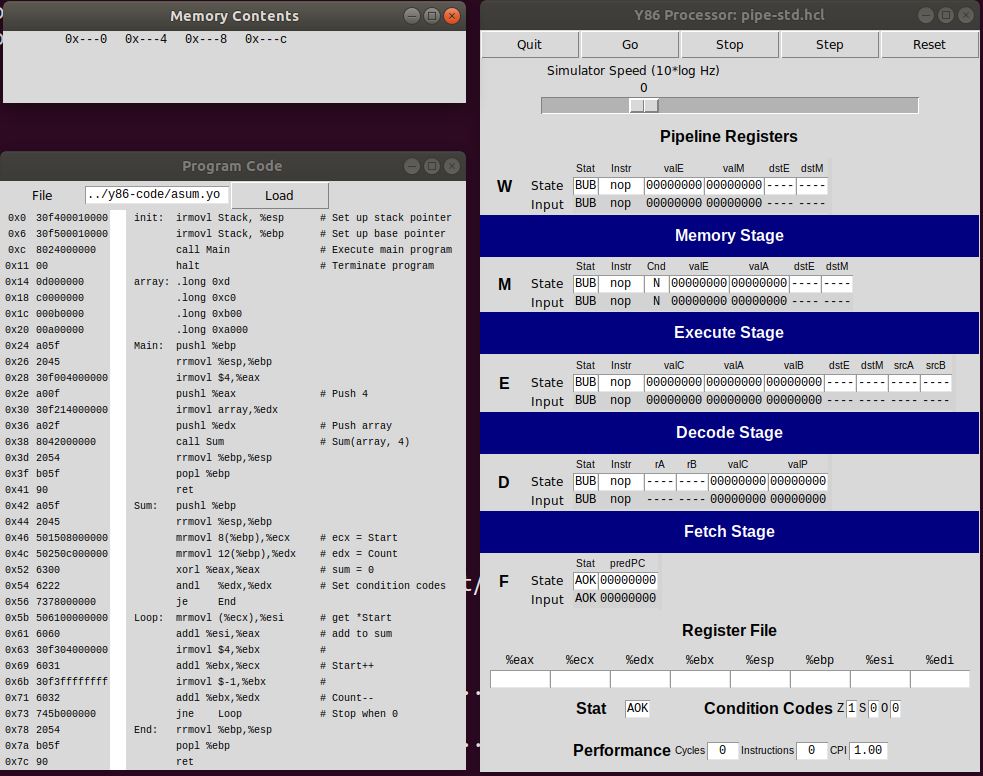 Memory Contents
0x---0 0x---4 0x---8 0x---c
Program Code
File ../y86-code/asum.yo Load
0x0 30f400010000 init: irmovl Stack, %esp # Set up stack pointer
0x6 30f500010000 irmovl Stack, %ebp # Set up base pointer
0xc 8024000000 call Main # Execute main program
0x11 00 halt # Terminate program
0x14 0d000000 array: .long 0xd
0x18 c0000000 .long 0xc0
0x1c 000b0000 .long 0xb00
0x20 00a00000 .long 0xa000
0x24 a05f Main: pushl %ebp
0x26 2045 rrmovl %esp,%ebp
0x28 30f004000000 irmovl $4,%eax
0x2e a00f pushl %eax # Push 4
0x30 30f214000000 irmovl array,%edx
0x36 a02f pushl %edx # Push array
0x38 8042000000 call Sum # Sum(array, 4)
0x3d 2054 rrmovl %ebp,%esp
0x3f b05f popl %ebp
0x41 90 ret
0x42 a05f Sum: pushl %ebp
0x44 2045 rrmovl %esp,%ebp
0x46 501508000000 mrmovl 8(%ebp),%ecx # ecx = Start
0x4c 50250c000000 mrmovl 12(%ebp),%edx # edx = Count
0x52 6300 xorl %eax,%eax # sum = 0
0x54 6222 andl %edx,%edx # Set condition codes
0x56 7378000000 je End
0x5b 506100000000 Loop: mrmovl (%ecx),%esi # get *Start
0x61 6060 addl %esi,%eax # add to sum
0x63 30f304000000 irmovl $4,%ebx #
0x69 6031 addl %ebx,%ecx # Start++
0x6b 30f3ffffffff irmovl $-1,%ebx #
0x71 6032 addl %ebx,%edx # Count--
0x73 745b000000 jne Loop # Stop when 0
0x78 2054 End: rrmovl %ebp,%esp
0x7a b05f popl %ebp
0x7c 90 ret
Y86 Processor: pipe-std.hcl
Quit Go Stop Step Reset
Simulator Speed (10*log Hz)
0
Pipeline Registers
Stat Instr valE valM dstE dstM
W State BUB nop 00000000 00000000 ---- ----
Input BUB nop 00000000 00000000 ---- ----
Memory Stage
Stat Instr Cnd valE valA dstE dstM
M State BUB nop N 00000000 00000000 ---- ----
Input BUB nop N 00000000 00000000 ---- ----
Execute Stage
Stat Instr valC valA valB dstE dstM srcA srcB
E State BUB nop 00000000 00000000 00000000 ---- ---- ---- ----
Input BUB nop 00000000 00000000 00000000 ---- ---- ---- ----
Decode Stage
Stat Instr rA rB valC valP
D State BUB nop ---- ---- 00000000 00000000
Input BUB nop ---- ---- 00000000 00000000
Fetch Stage
Stat predPC
F State AOK 00000000
Input AOK 00000000
Register File
%eax %ecx %edx %ebx %esp %ebp %esi %edi
Stat AOK Condition Codes Z 1 S 0 O 0
Performance Cycles 0 Instructions 0 CPI 1.00